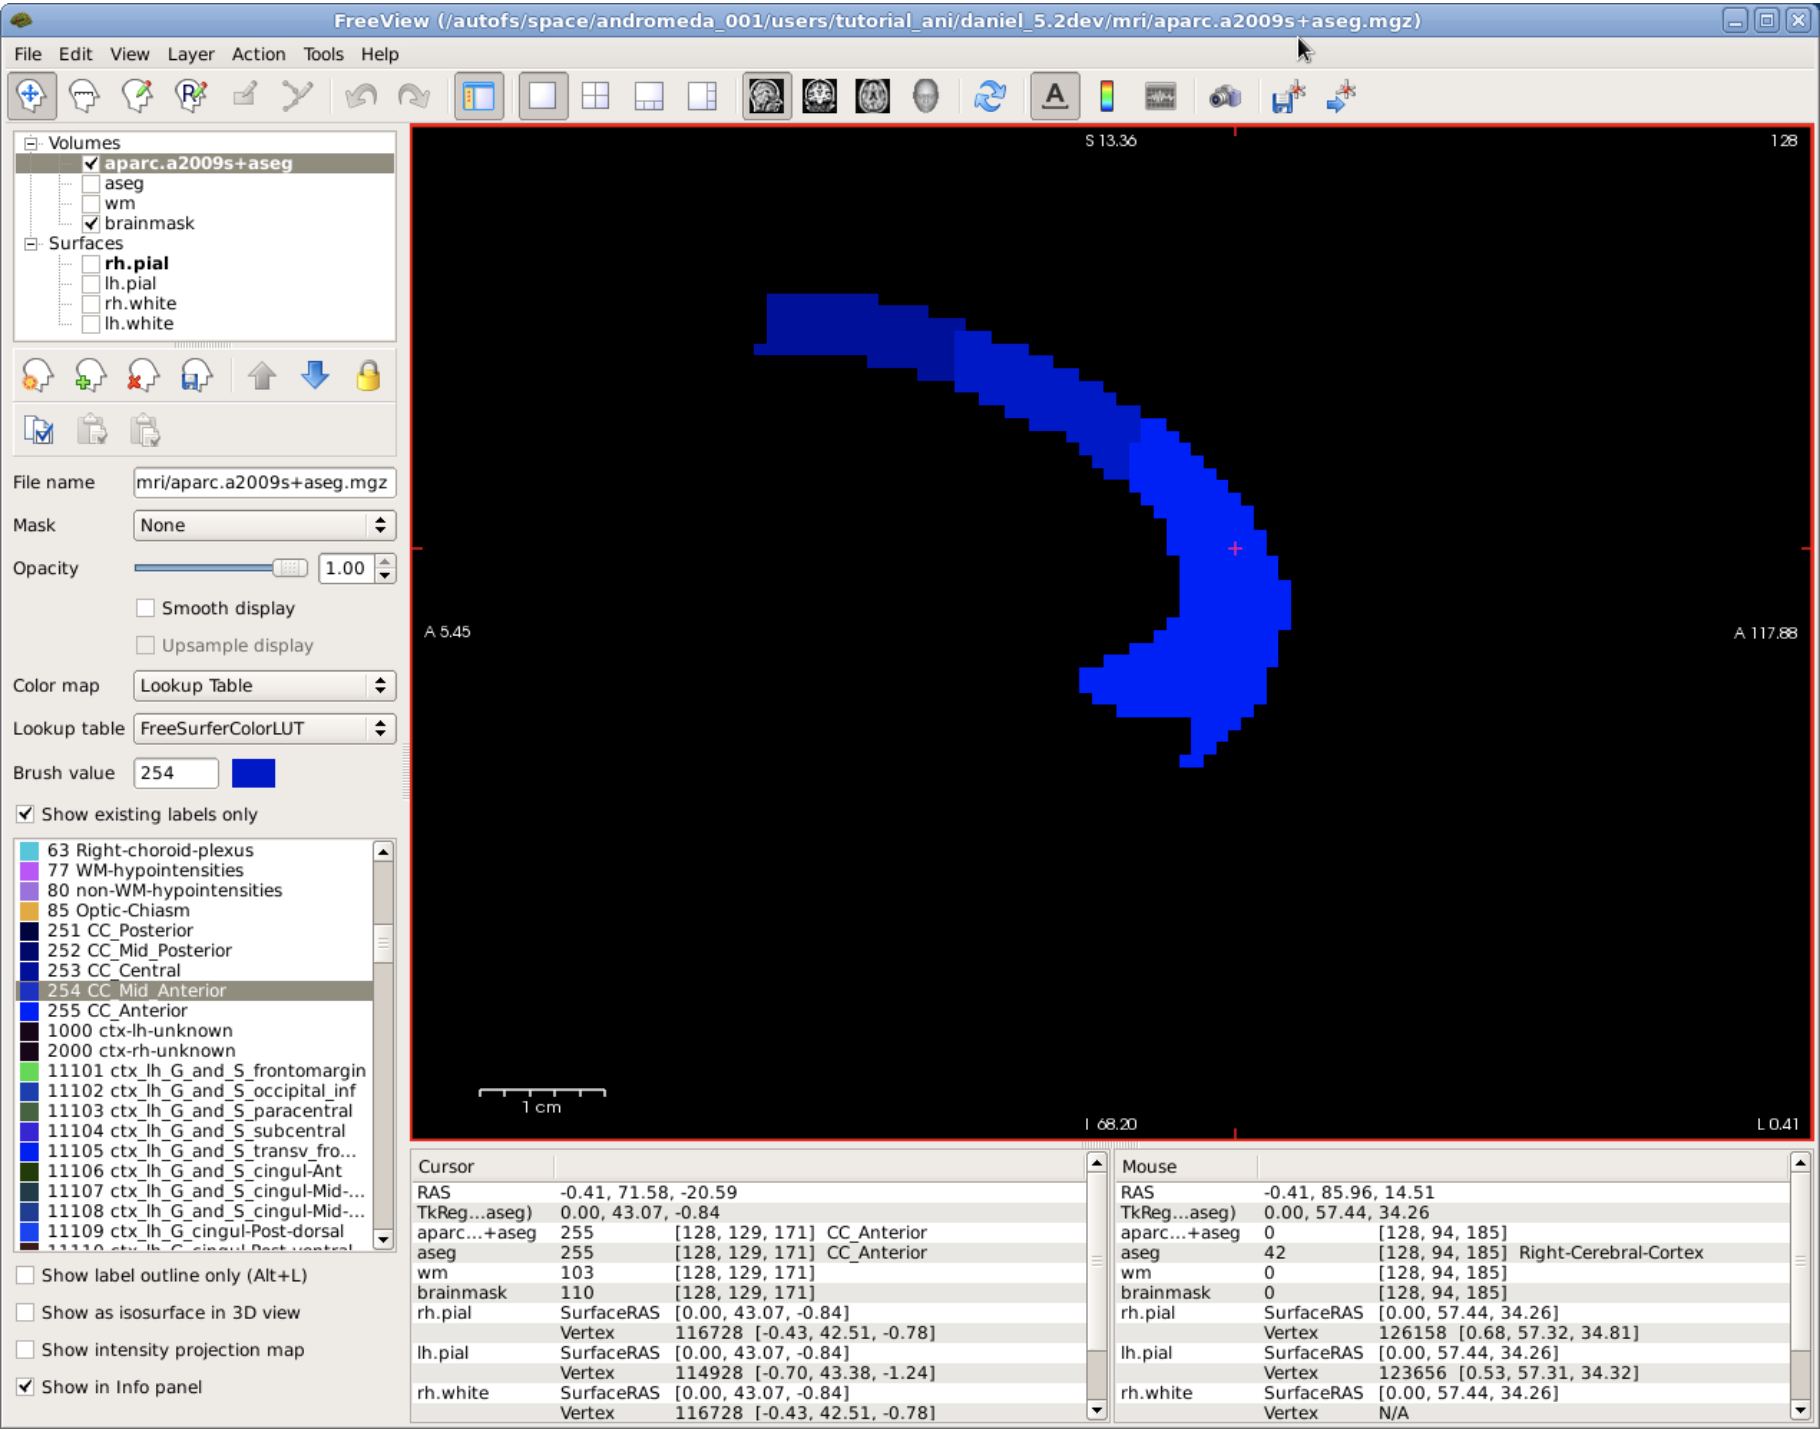 FreeView (/autofs/space/andromeda_001/users/tutorial_ani/daniel_5.2dev/mri/aparc.a2009s+aseg.mgz)
File Edit View Layer Action Tools Help
Volumes
aparc.a2009s+aseg
aseg
wm
brainmask
Surfaces
rh.pial
lh.pial
rh.white
lh.white
File name mri/aparc.a2009s+aseg.mgz
Mask None
Opacity 1.00
Smooth display
Upsample display
Color map Lookup Table
Lookup table FreeSurferColorLUT
Brush value 254
Show existing labels only
63 Right-choroid-plexus
77 WM-hypointensities
80 non-WM-hypointensities
85 Optic-Chiasm
251 CC_Posterior
252 CC_Mid_Posterior
253 CC_Central
254 CC_Mid_Anterior
255 CC_Anterior
1000 ctx-lh-unknown
2000 ctx-rh-unknown
11101 ctx_lh_G_and_S_frontomargin
11102 ctx_lh_G_and_S_occipital_inf
11103 ctx_lh_G_and_S_paracentral
11104 ctx_lh_G_and_S_subcentral
11105 ctx_lh_G_and_S_transv_fro...
11106 ctx_lh_G_and_S_cingul-Ant
11107 ctx_lh_G_and_S_cingul-Mid-...
11108 ctx_lh_G_and_S_cingul-Mid-...
11109 ctx_lh_G_cingul-Post-dorsal
11110 ctx_lh_G_cingul-Post-ventral
Show label outline only (Alt+L)
Show as isosurface in 3D view
Show intensity projection map
Show in Info panel
S 13.36
128
A 5.45
A 117.88
1 cm
I 68.20
L 0.41
Cursor
RAS -0.41, 71.58, -20.59
TkReg...aseg) 0.00, 43.07, -0.84
aparc...+aseg 255 [128, 129, 171] CC_Anterior
aseg 255 [128, 129, 171] CC_Anterior
wm 103 [128, 129, 171]
brainmask 110 [128, 129, 171]
rh.pial SurfaceRAS [0.00, 43.07, -0.84]
Vertex 116728 [-0.43, 42.51, -0.78]
lh.pial SurfaceRAS [0.00, 43.07, -0.84]
Vertex 114928 [-0.70, 43.38, -1.24]
rh.white SurfaceRAS [0.00, 43.07, -0.84]
Vertex 116728 [-0.43, 42.51, -0.78]
Mouse
RAS -0.41, 85.96, 14.51
TkReg...aseg) 0.00, 57.44, 34.26
aparc...+aseg 0 [128, 94, 185]
aseg 42 [128, 94, 185] Right-Cerebral-Cortex
wm 0 [128, 94, 185]
brainmask 0 [128, 94, 185]
rh.pial SurfaceRAS [0.00, 57.44, 34.26]
Vertex 126158 [0.68, 57.32, 34.81]
lh.pial SurfaceRAS [0.00, 57.44, 34.26]
Vertex 123656 [0.53, 57.31, 34.32]
rh.white SurfaceRAS [0.00, 57.44, 34.26]
Vertex N/A